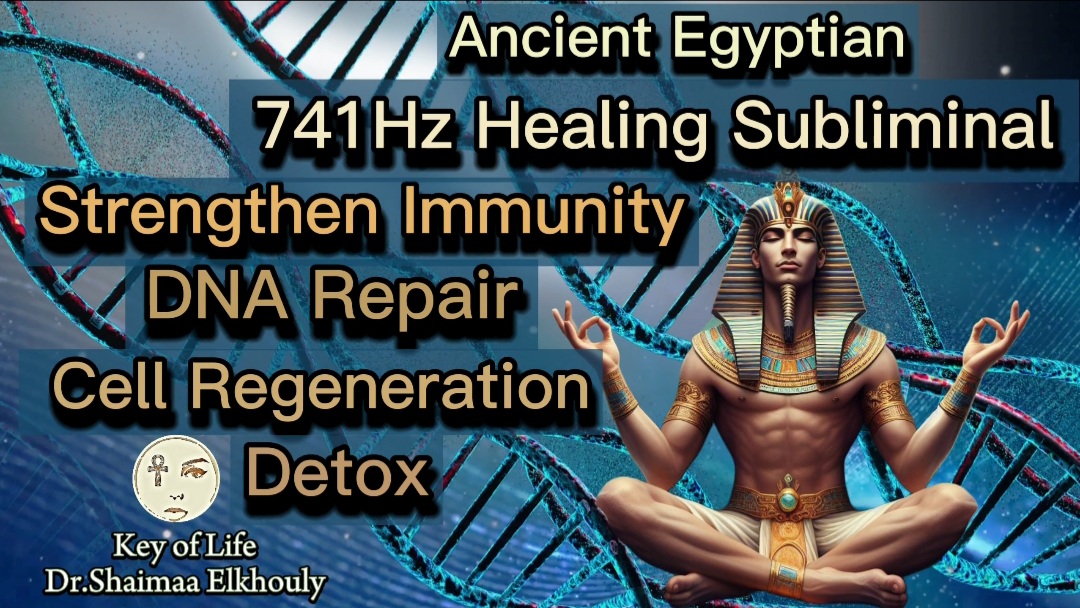 Ancient Egyptian
741Hz Healing Subliminal
Strengthen Immunity
DNA Repair
Cell Regeneration
Detox
Key of Life
Dr.Shaimaa Elkhouly